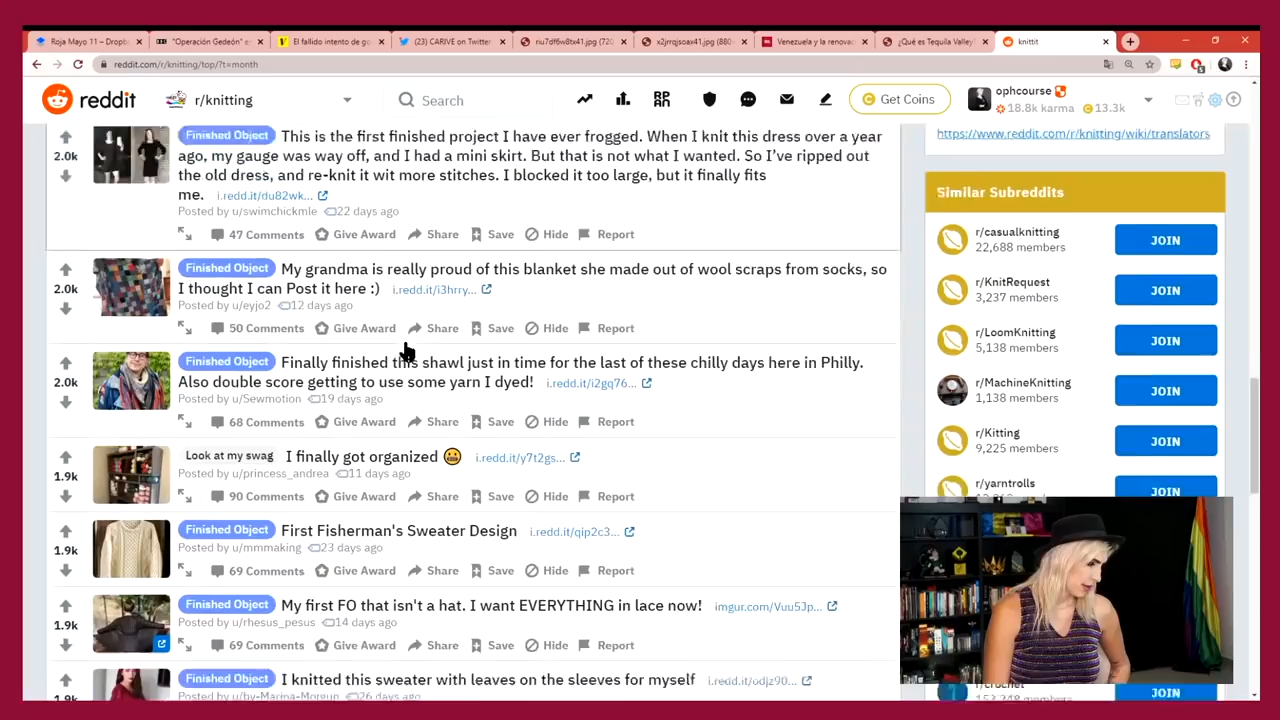 Roja Mayo 11 – Dropb
"Operación Gedeón" e
El fallido intento de go
(23) CARIVE on Twitter
riu7df6w8tx41.jpg (720
x2jrrqjsoax41.jpg (880
Venezuela y la renovac
¿Qué es Tequila Valley
knittit
reddit.com/r/knitting/top/?t=month
reddit
r/knitting
Search
Get Coins
ophcourse
18.8k karma
13.3k
2.0k
Finished Object This is the first finished project I have ever frogged. When I knit this dress over a year
ago, my gauge was way off, and I had a mini skirt. But that is not what I wanted. So I've ripped out
the old dress, and re-knit it wit more stitches. I blocked it too large, but it finally fits
me. i.redd.it/du82wk...
Posted by u/swimchickmle 22 days ago
47 Comments Give Award Share Save Hide Report
2.0k
Finished Object My grandma is really proud of this blanket she made out of wool scraps from socks, so
I thought I can Post it here :) i.redd.it/i3hrry...
Posted by u/eyjo2 12 days ago
50 Comments Give Award Share Save Hide Report
2.0k
Finished Object Finally finished this shawl just in time for the last of these chilly days here in Philly.
Also double score getting to use some yarn I dyed! i.redd.it/i2gq76...
Posted by u/Sewmotion 19 days ago
68 Comments Give Award Share Save Hide Report
1.9k
Look at my swag I finally got organized 😀 i.redd.it/y7t2gs...
Posted by u/princess_andrea 11 days ago
90 Comments Give Award Share Save Hide Report
1.9k
Finished Object First Fisherman's Sweater Design i.redd.it/qip2c3...
Posted by u/mmmaking 23 days ago
69 Comments Give Award Share Save Hide Report
1.9k
Finished Object My first FO that isn't a hat. I want EVERYTHING in lace now! imgur.com/Vuu5Jp...
Posted by u/rhesus_pesus 14 days ago
69 Comments Give Award Share Save Hide Report
1.9k
Finished Object I knitted this sweater with leaves on the sleeves for myself i.redd.it/odjz90...
Posted by u/by-Marina-Morgun 26 days ago
https://www.reddit.com/r/knitting/wiki/translators
Similar Subreddits
r/casualknitting
22,688 members
JOIN
r/KnitRequest
3,237 members
JOIN
r/LoomKnitting
5,138 members
JOIN
r/MachineKnitting
1,138 members
JOIN
r/Kitting
9,225 members
JOIN
r/yarntrolls
JOIN
r/crochet
JOIN